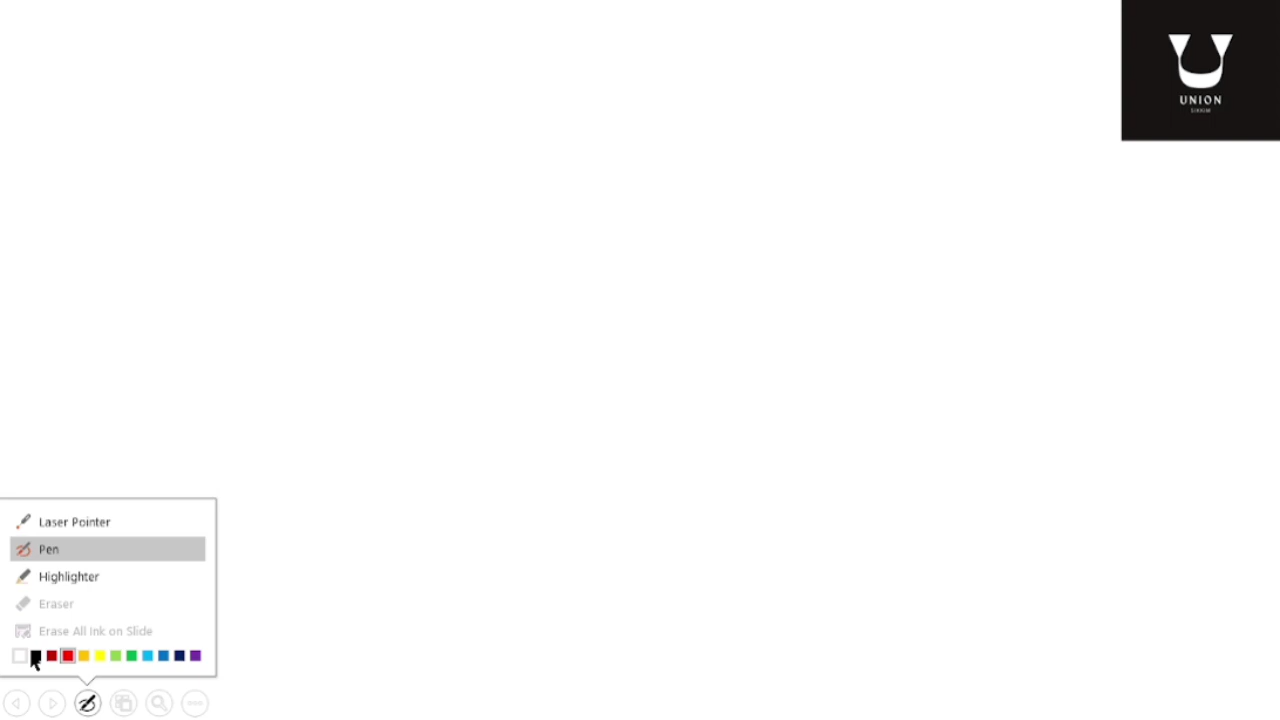 UNION
Laser Pointer
Pen
Highlighter
Eraser
Erase All Ink on Slide